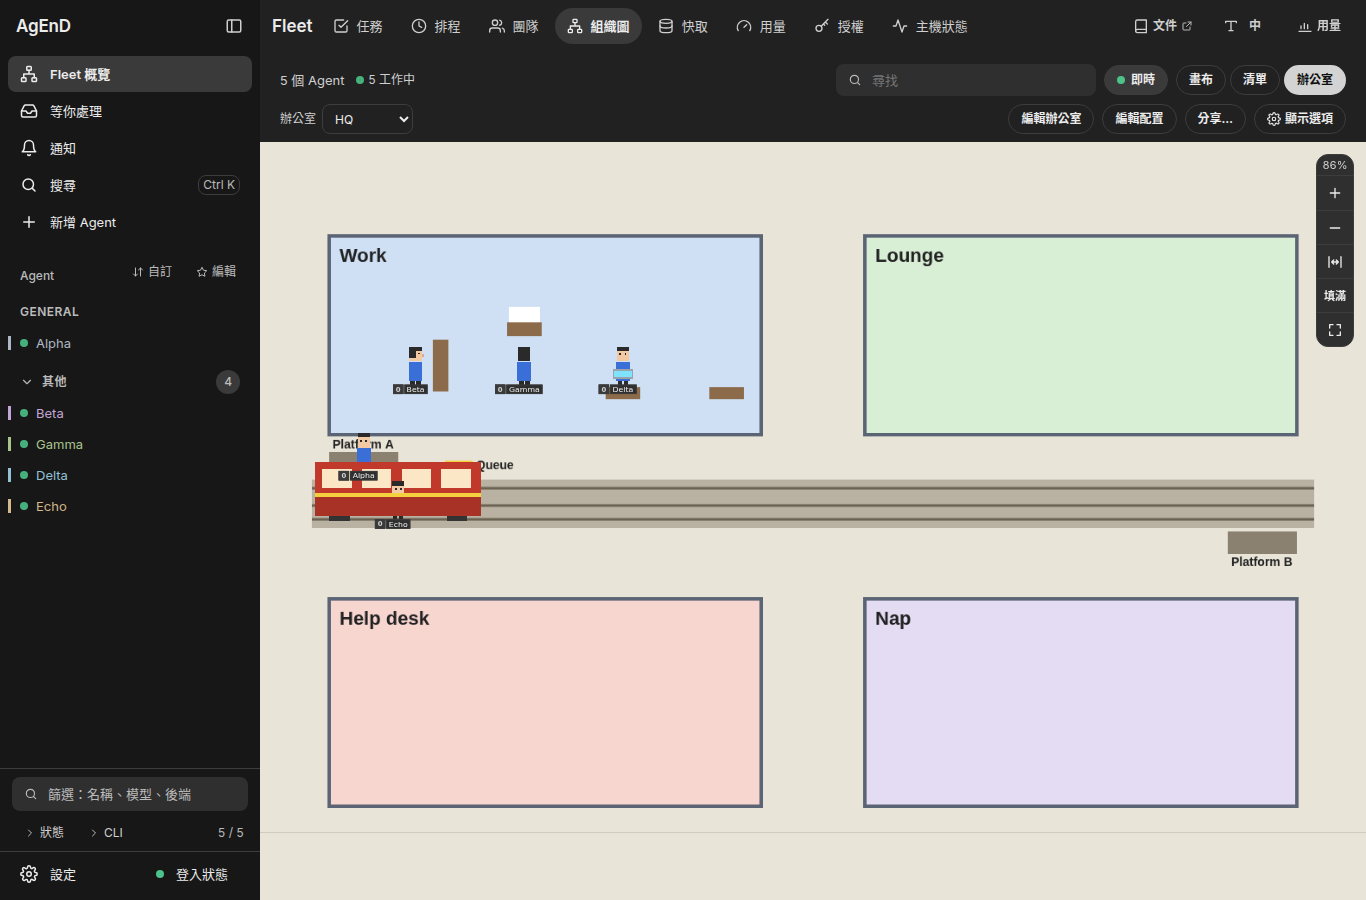 AgEnD
Fleet 概覽
等你處理
通知
搜尋
Ctrl K
新增 Agent
Agent
自訂
編輯
GENERAL
Alpha
其他
4
Beta
Gamma
Delta
Echo
篩選：名稱、模型、後端
狀態
CLI
5 / 5
設定
登入狀態
Fleet
任務
排程
團隊
組織圖
快取
用量
授權
主機狀態
文件
中
用量
5 個 Agent
5 工作中
尋找
即時
畫布
清單
辦公室
辦公室
HQ
編輯辦公室
編輯配置
分享...
顯示選項
86%
填滿
Work
Lounge
0 Beta
0 Gamma
0 Delta
Platform A
Queue
0 Alpha
0 Echo
Platform B
Help desk
Nap